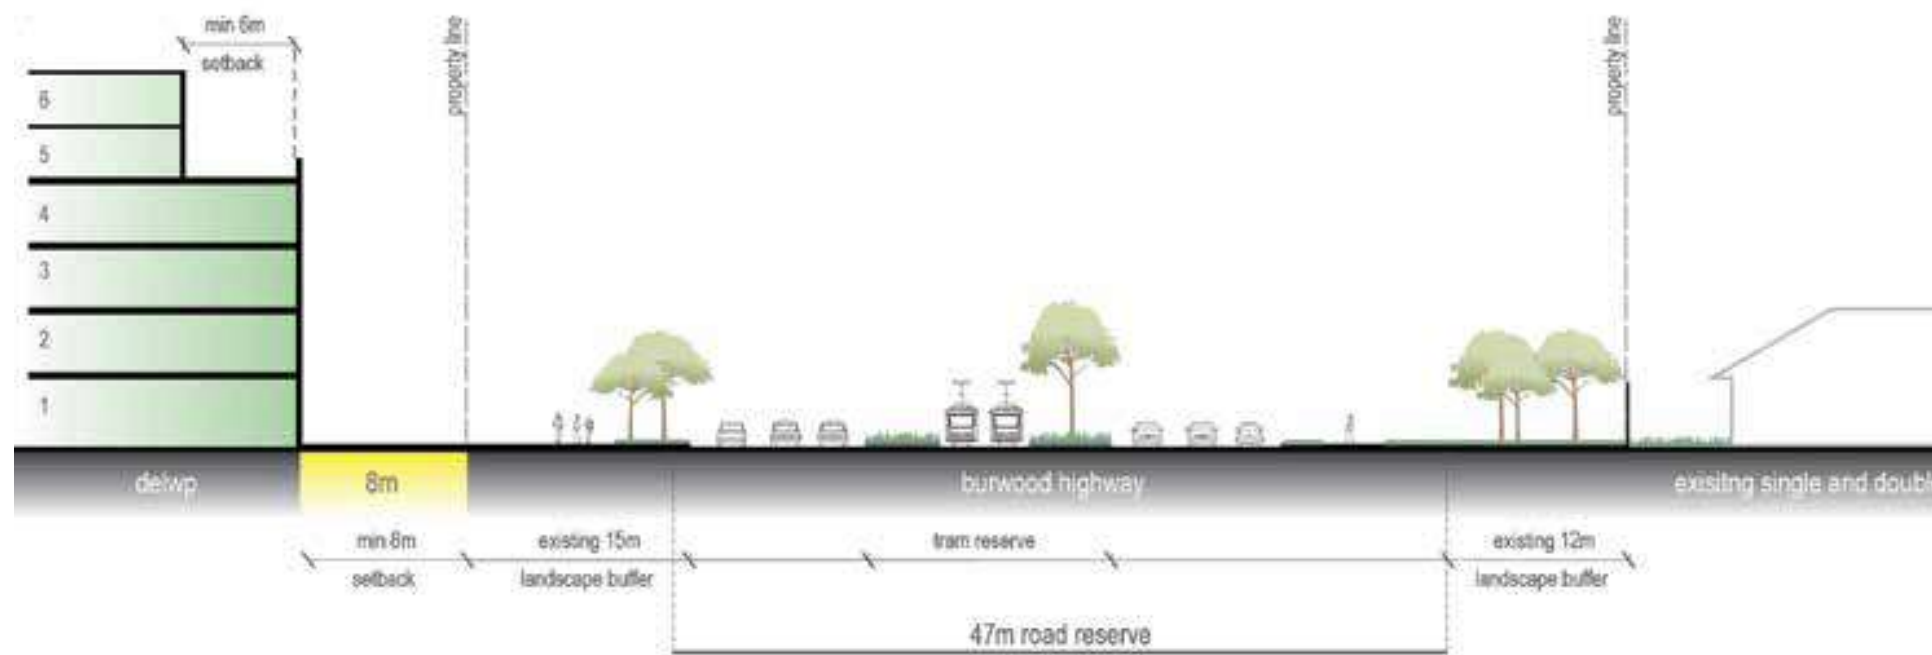 min 6m
setback
property line
property line
6
5
4
3
2
1
delwp
8m
burwood highway
exisitng single and doubl
min 8m
existing 15m
tram reserve
existing 12m
setback
landscape buffer
landscape buffer
47m road reserve